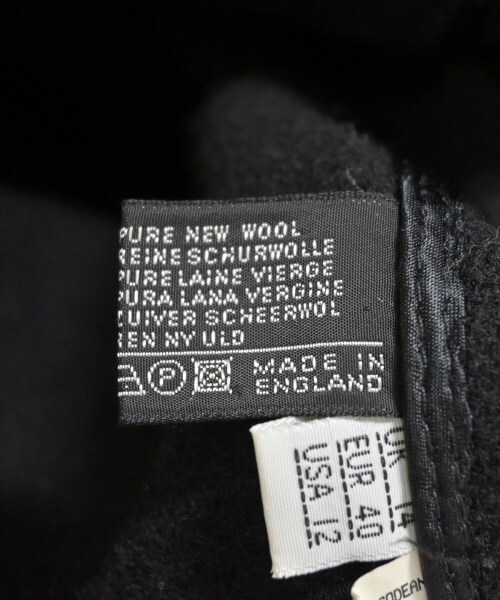 PURE NEW WOOL
REINE SCHURWOLLE
PURE LAINE VIERGE
PURA LANA VERGINE
ZUIVER SCHEERWOL
REN NY ULD
P MADE IN
ENGLAND
UK 14
EUR 40
USA 12